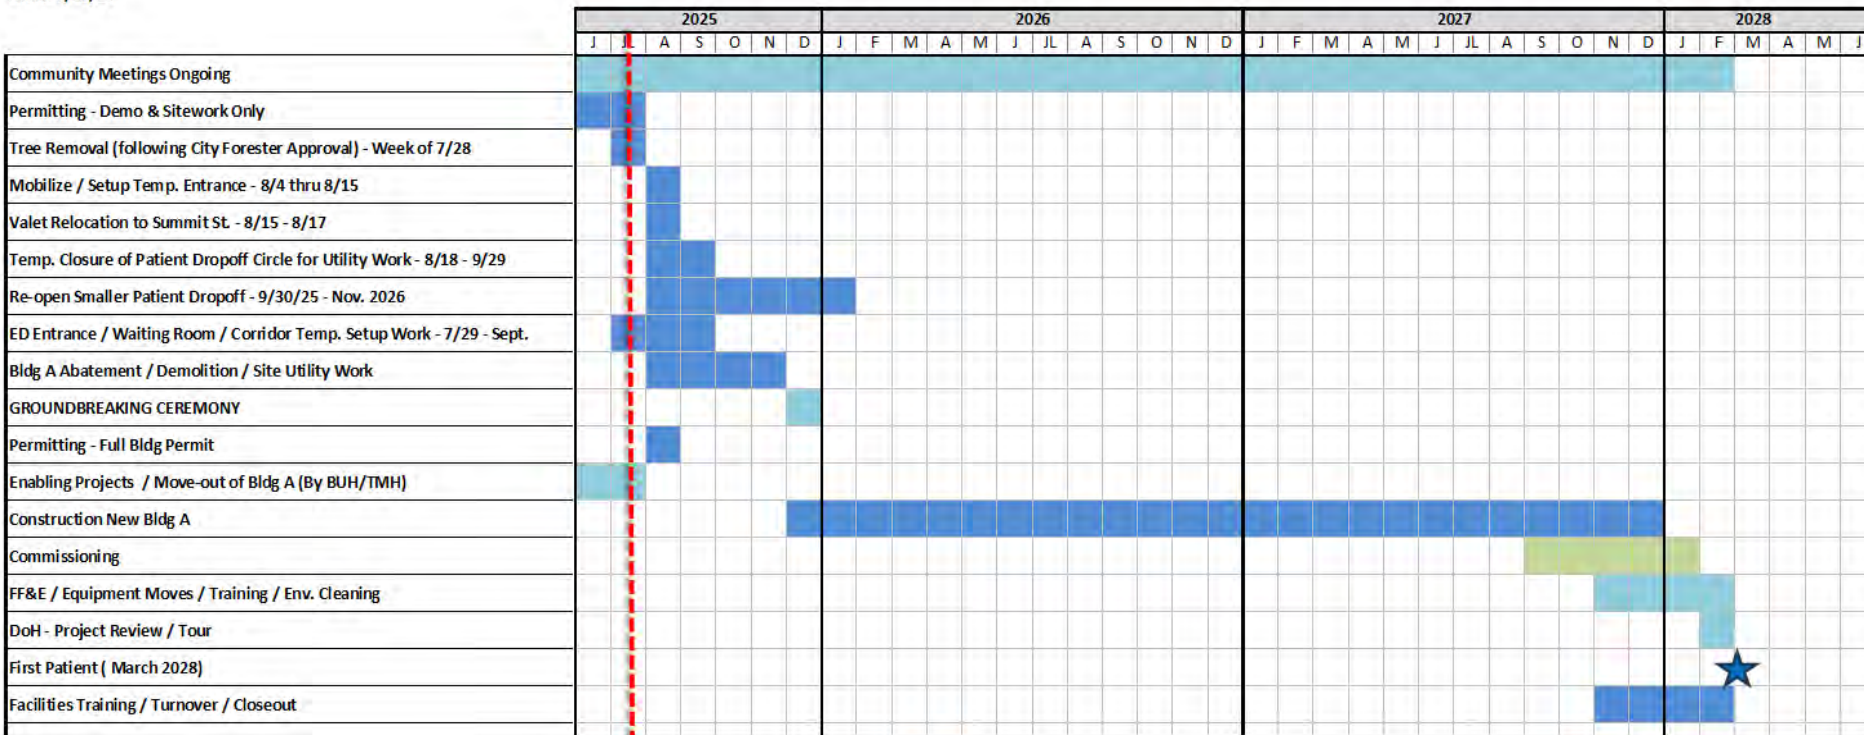 2025 2026 2027 2028
J JL A S O N D J F M A M J JL A S O N D J F M A M J JL A S O N D J F M A M J
Community Meetings Ongoing
Permitting - Demo & Sitework Only
Tree Removal (following City Forester Approval) - Week of 7/28
Mobilize / Setup Temp. Entrance - 8/4 thru 8/15
Valet Relocation to Summit St. - 8/15 - 8/17
Temp. Closure of Patient Dropoff Circle for Utility Work - 8/18 - 9/29
Re-open Smaller Patient Dropoff - 9/30/25 - Nov. 2026
ED Entrance / Waiting Room / Corridor Temp. Setup Work - 7/29 - Sept.
Bldg A Abatement / Demolition / Site Utility Work
GROUNDBREAKING CEREMONY
Permitting - Full Bldg Permit
Enabling Projects / Move-out of Bldg A (By BUH/TMH)
Construction New Bldg A
Commissioning
FF&E / Equipment Moves / Training / Env. Cleaning
DoH - Project Review / Tour
First Patient ( March 2028)
Facilities Training / Turnover / Closeout